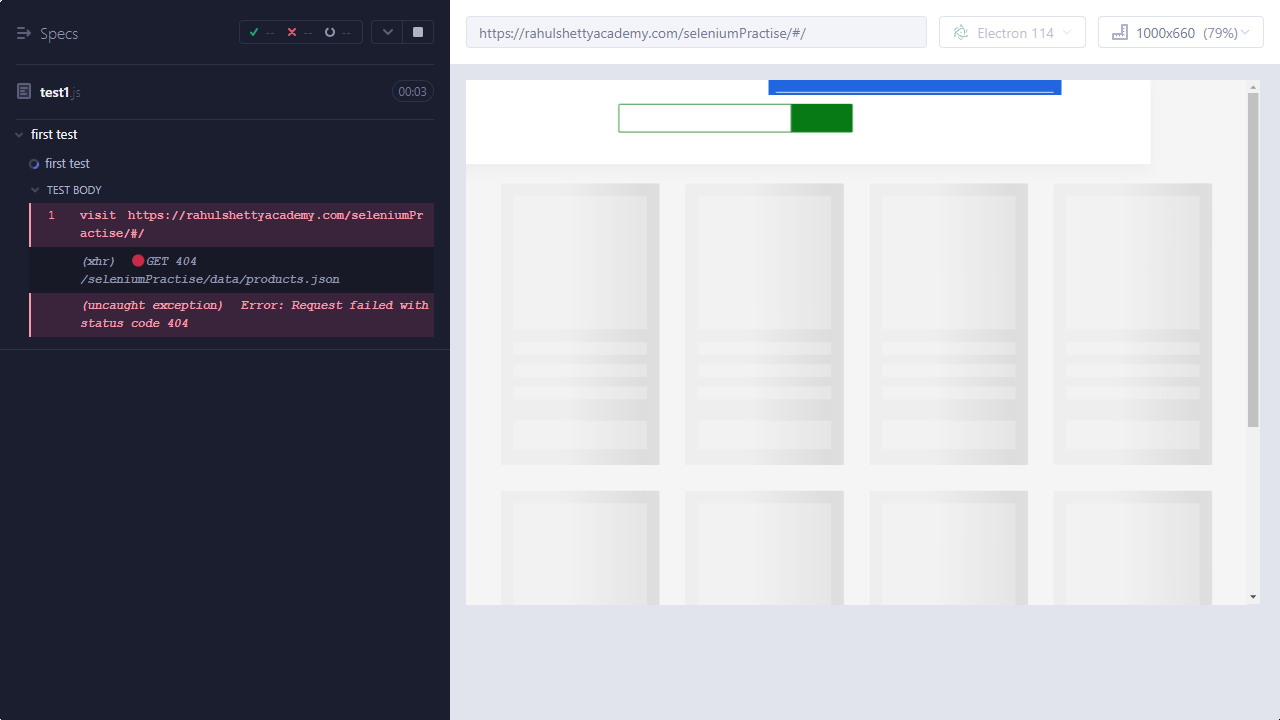 Specs
--
--
--
https://rahulshettyacademy.com/seleniumPractise/#/
Electron 114
1000x660 (79%)
test1.js
00:03
first test
first test
TEST BODY
1 visit https://rahulshettyacademy.com/seleniumPr
actise/#/
(xhr) GET 404
/seleniumPractise/data/products.json
(uncaught exception) Error: Request failed with
status code 404